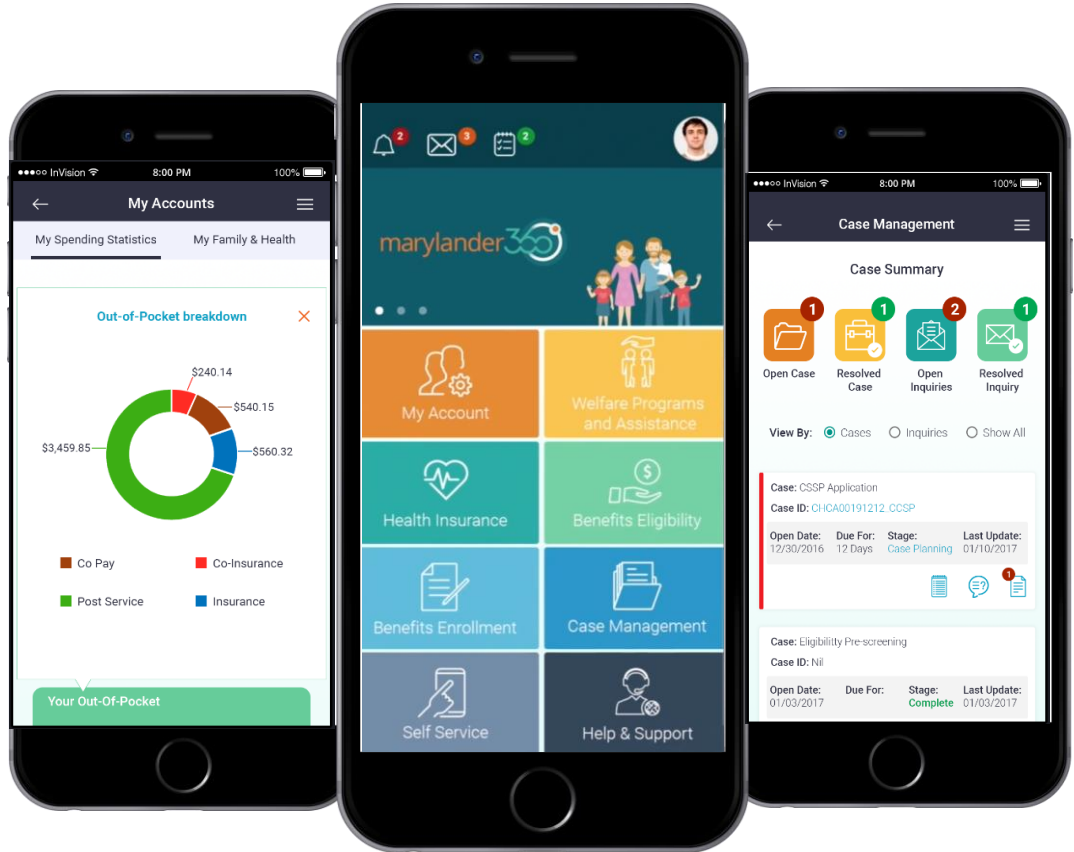 InVision 8:00 PM 100%
My Accounts
My Spending Statistics My Family & Health
Out-of-Pocket breakdown
$240.14
$540.15
$3,459.85
$560.32
Co Pay Co-Insurance
Post Service Insurance
Your Out-Of-Pocket
2 3 2
marylander360
My Account
Welfare Programs
and Assistance
Health Insurance Benefits Eligibility
Benefits Enrollment Case Management
Self Service Help & Support
InVision 8:00 PM 100%
Case Management
Case Summary
1 1 2 1
Open Case Resolved Open Resolved
Case Inquiries Inquiry
View By: Cases Inquiries Show All
Case: CSSP Application
Case ID: CHCA00191212_CCSP
Open Date: Due For: Stage: Last Update:
12/30/2016 12 Days Case Planning 01/10/2017
1
Case: Eligibilitty Pre-screening
Case ID: Nil
Open Date: Due For: Stage: Last Update:
01/03/2017 Complete 01/03/2017